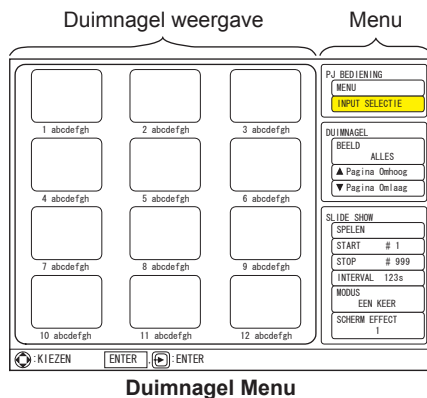 Duimnagel weergave
Menu
1 abcdefgh
2 abcdefgh
3 abcdefgh
4 abcdefgh
5 abcdefgh
6 abcdefgh
7 abcdefgh
8 abcdefgh
9 abcdefgh
10 abcdefgh
11 abcdefgh
12 abcdefgh
PJ BEDIENING
MENU
INPUT SELECTIE
DUIMNAGEL
BEELD
ALLES
▲ Pagina Omhoog
▼ Pagina Omlaag
SLIDE SHOW
SPELEN
START # 1
STOP # 999
INTERVAL 123s
MODUS
EEN KEER
SCHERM EFFECT
1
:KIEZEN ENTER , :ENTER
Duimnagel Menu